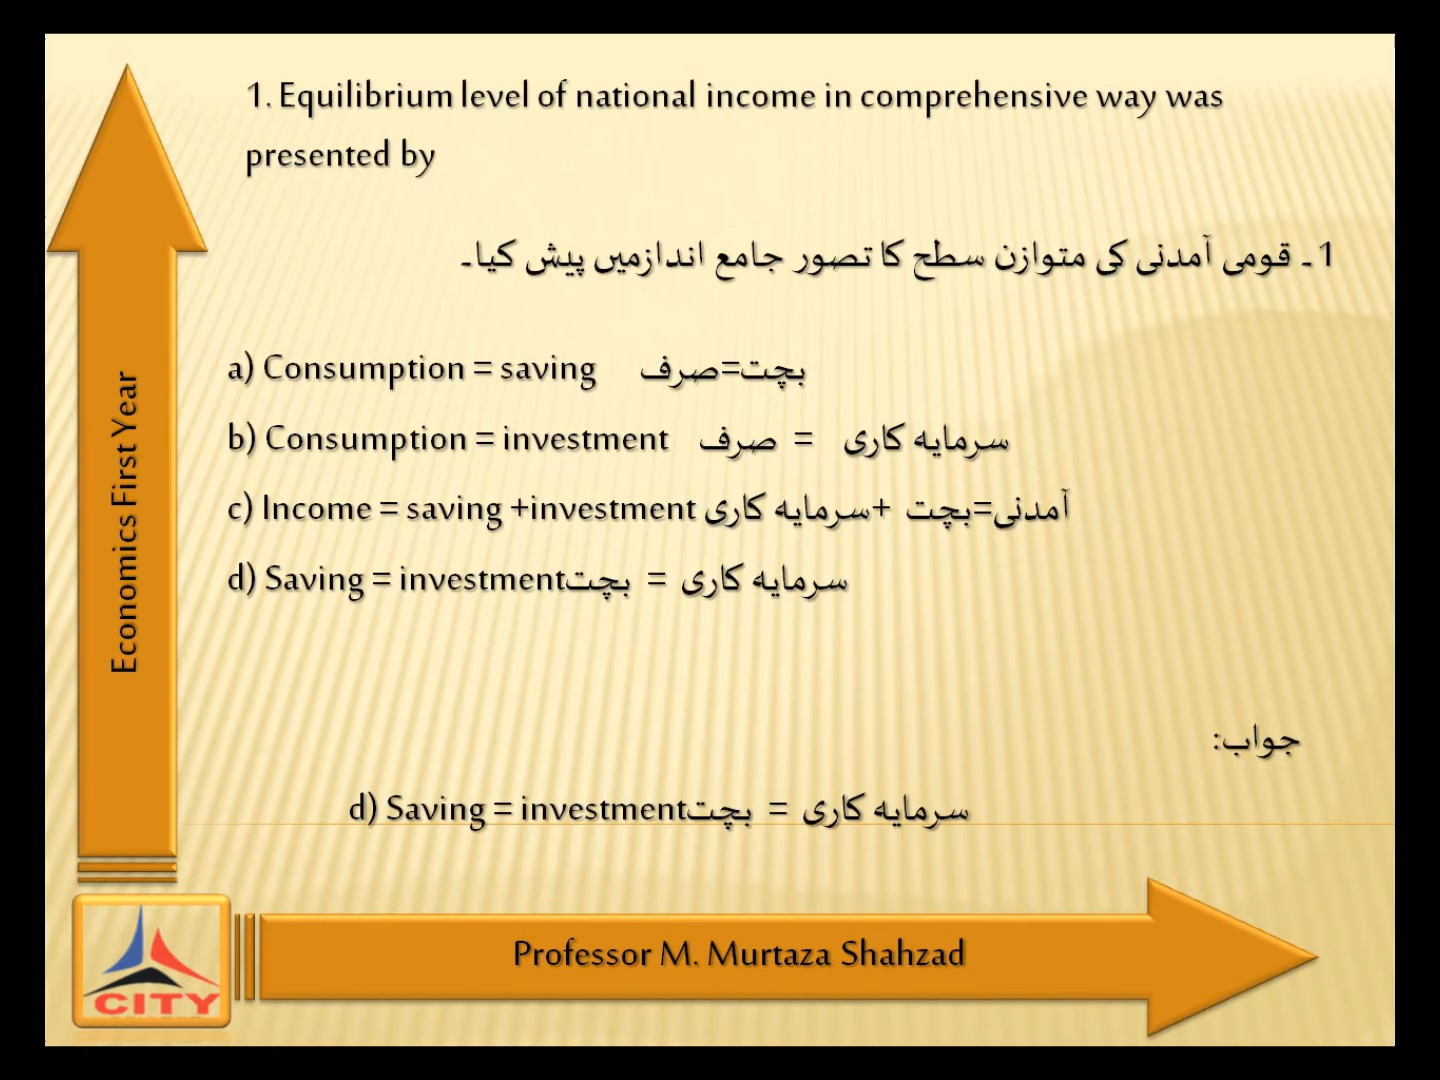 1. Equilibrium level of national income in comprehensive way was
presented by
1۔ قومی آمدنی کی متوازن سطح کا تصور جامع اندازمیں پیش کیا۔
a) Consumption = saving صرف=بچت
b) Consumption = investment صرف = سرمایہ کاری
c) Income = saving +investment آمدنی=بچت +سرمایہ کاری
d) Saving = investmentبچت = سرمایہ کاری
جواب:
d) Saving = investmentبچت = سرمایہ کاری
Economics First Year
Professor M. Murtaza Shahzad
CITY